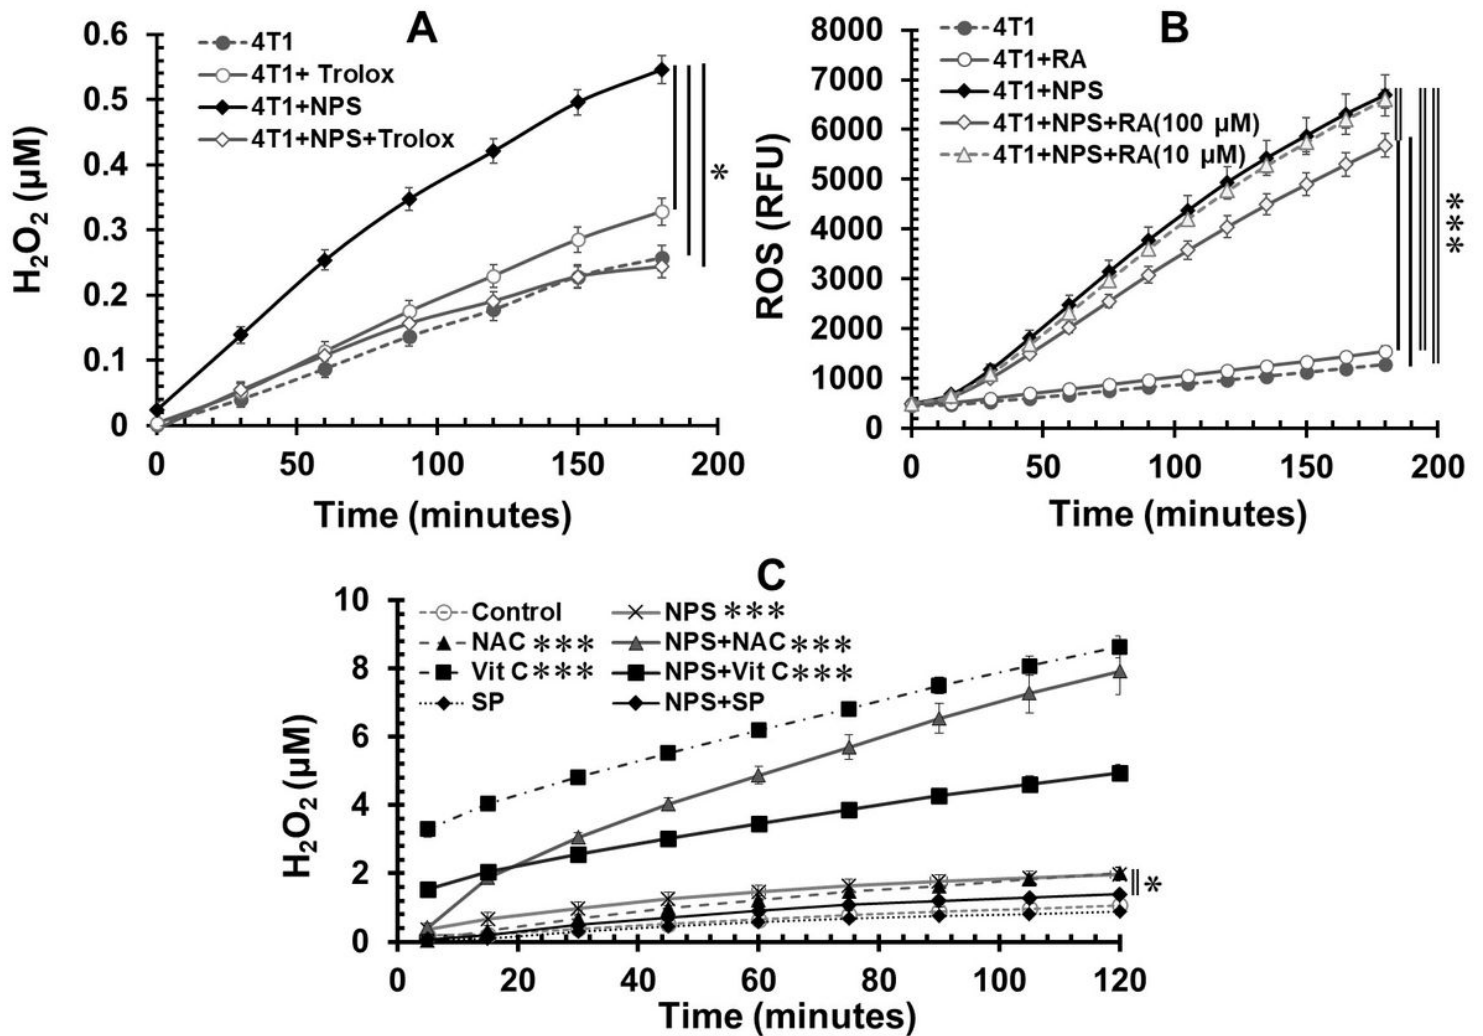 A
0.6
0.5
0.4
0.3
0.2
0.1
0
H₂O₂ (µM)
4T1
4T1+ Trolox
4T1+NPS
4T1+NPS+Trolox
*
0 50 100 150 200
Time (minutes)
B
8000
7000
6000
5000
4000
3000
2000
1000
0
ROS (RFU)
4T1
4T1+RA
4T1+NPS
4T1+NPS+RA(100 µM)
4T1+NPS+RA(10 µM)
***
0 50 100 150 200
Time (minutes)
C
10
8
6
4
2
0
H₂O₂ (µM)
Control NPS ***
NAC *** NPS+NAC ***
Vit C *** NPS+Vit C ***
SP NPS+SP
*
0 20 40 60 80 100 120
Time (minutes)